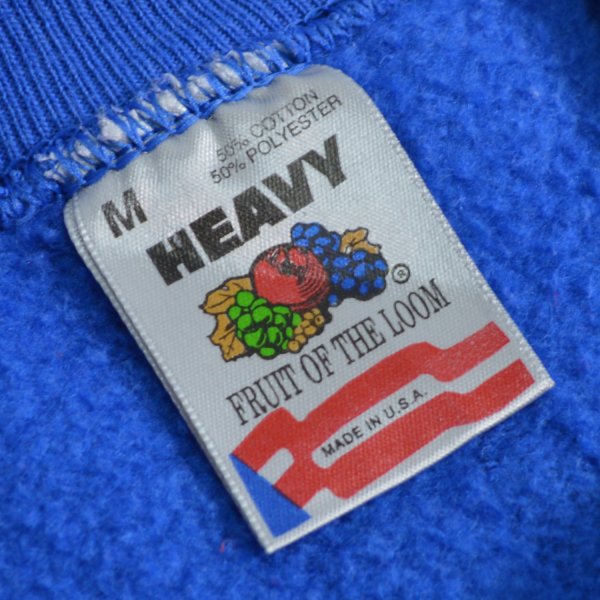 50% COTTON
50% POLYESTER
M
HEAVY
®
FRUIT OF THE LOOM
MADE IN U.S.A.